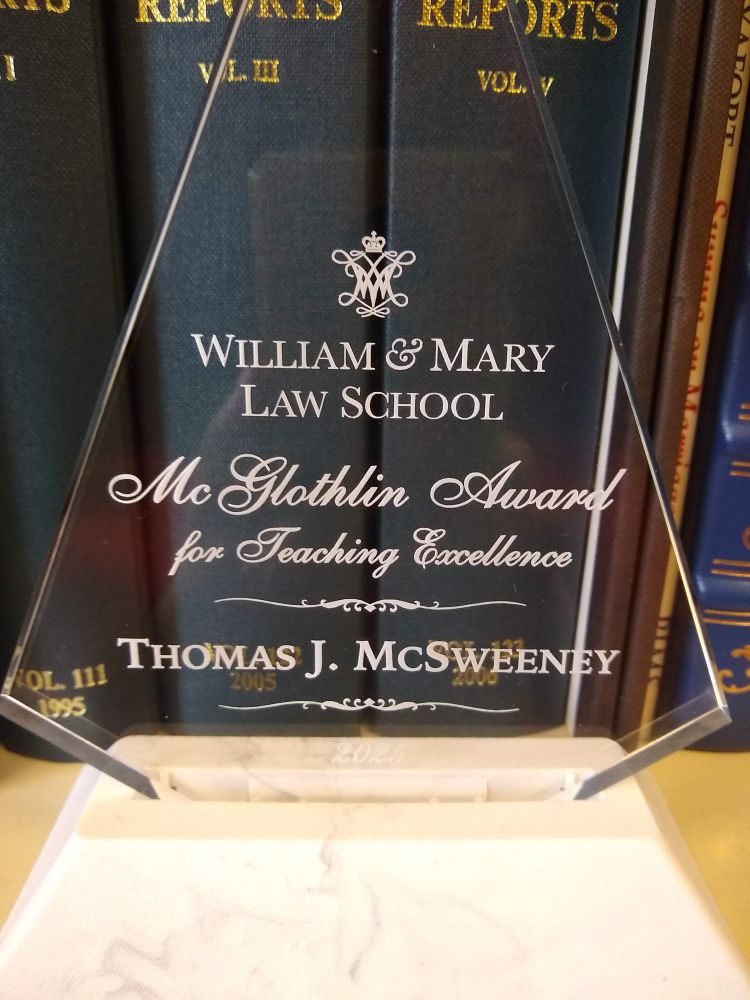 REPORTS
REPORTS
VOL. III
VOL. V
WILLIAM & MARY
LAW SCHOOL
McGlothlin Award
for Teaching Excellence
THOMAS J. MCSWEENEY
VOL. 111
1995
2005
2006
2025